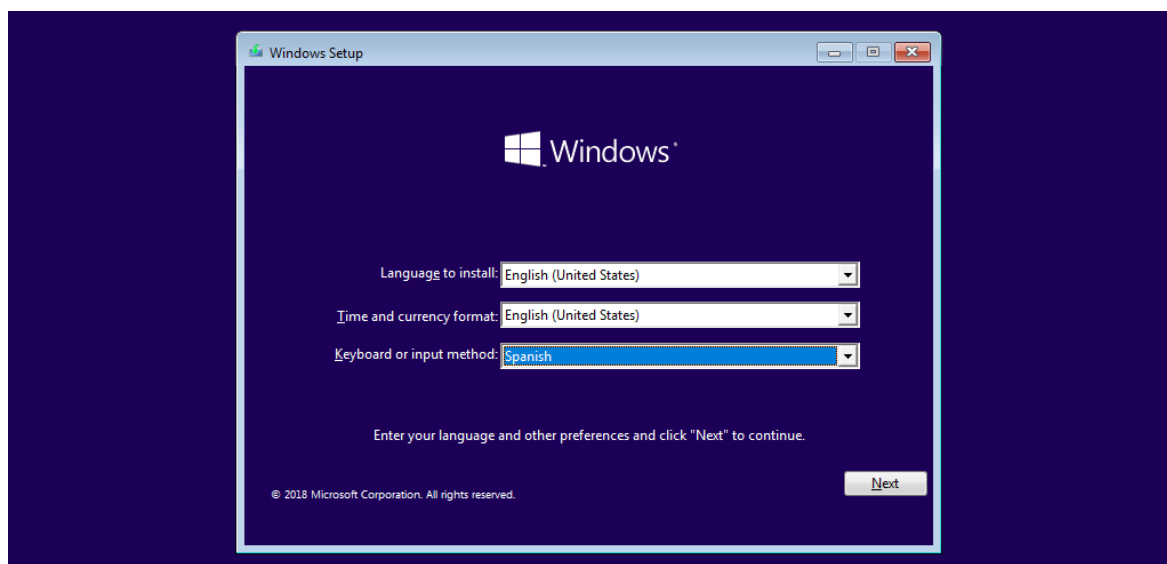 Windows Setup
Windows
Language to install: English (United States)
Time and currency format: English (United States)
Keyboard or input method: Spanish
Enter your language and other preferences and click "Next" to continue.
Next
© 2018 Microsoft Corporation. All rights reserved.